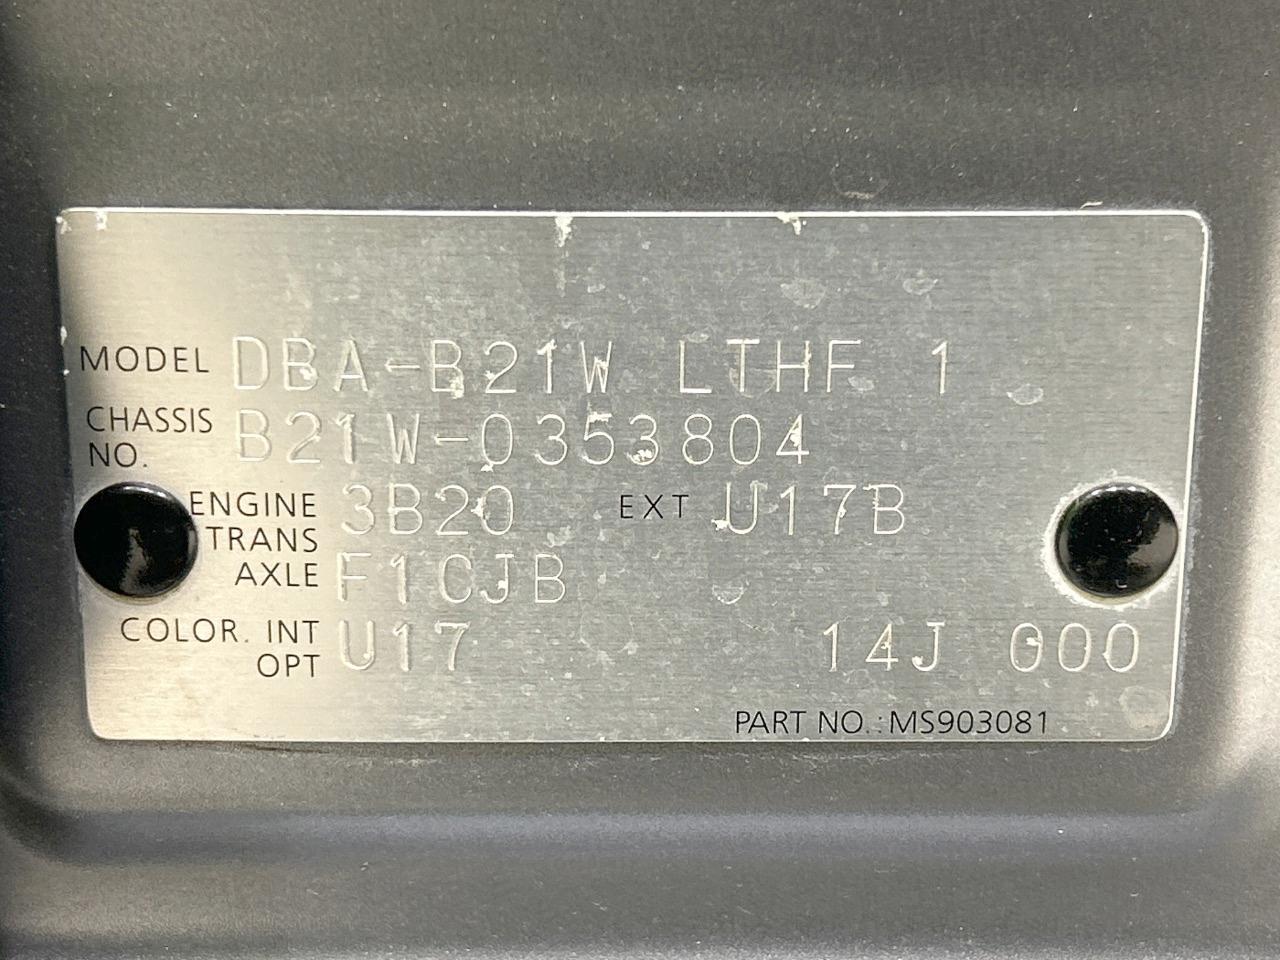 MODEL DBA-B21W LTHF 1
CHASSIS NO. B21W-0353804
ENGINE 3B20 EXT U17B
TRANS AXLE F1CJB
COLOR. INT OPT U17 14J 000
PART NO.: MS903081